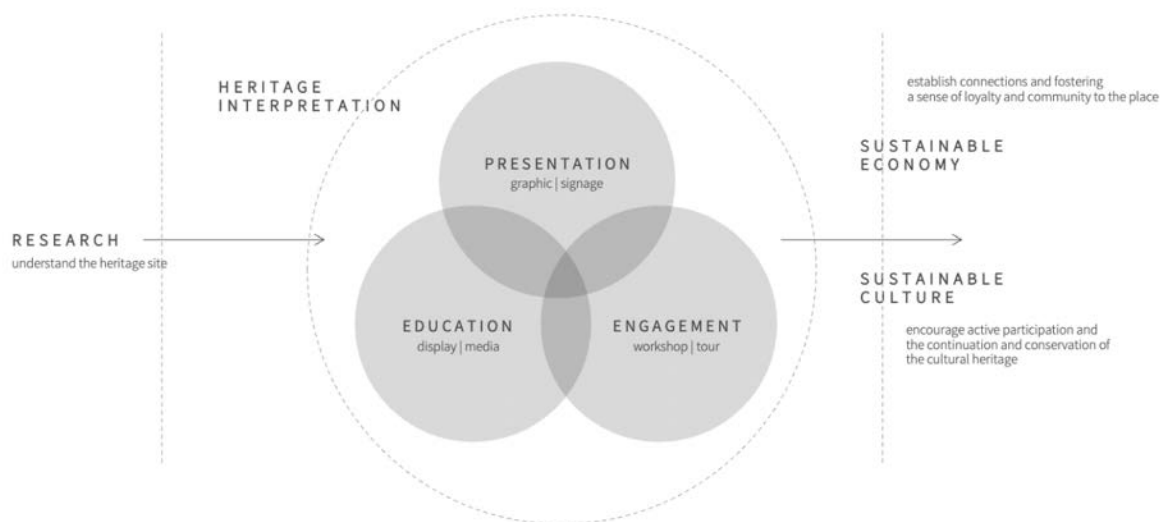 HERITAGE
INTERPRETATION
RESEARCH
understand the heritage site
PRESENTATION
graphic | signage
EDUCATION
display | media
ENGAGEMENT
workshop | tour
establish connections and fostering
a sense of loyalty and community to the place
SUSTAINABLE
ECONOMY
SUSTAINABLE
CULTURE
encourage active participation and
the continuation and conservation of
the cultural heritage